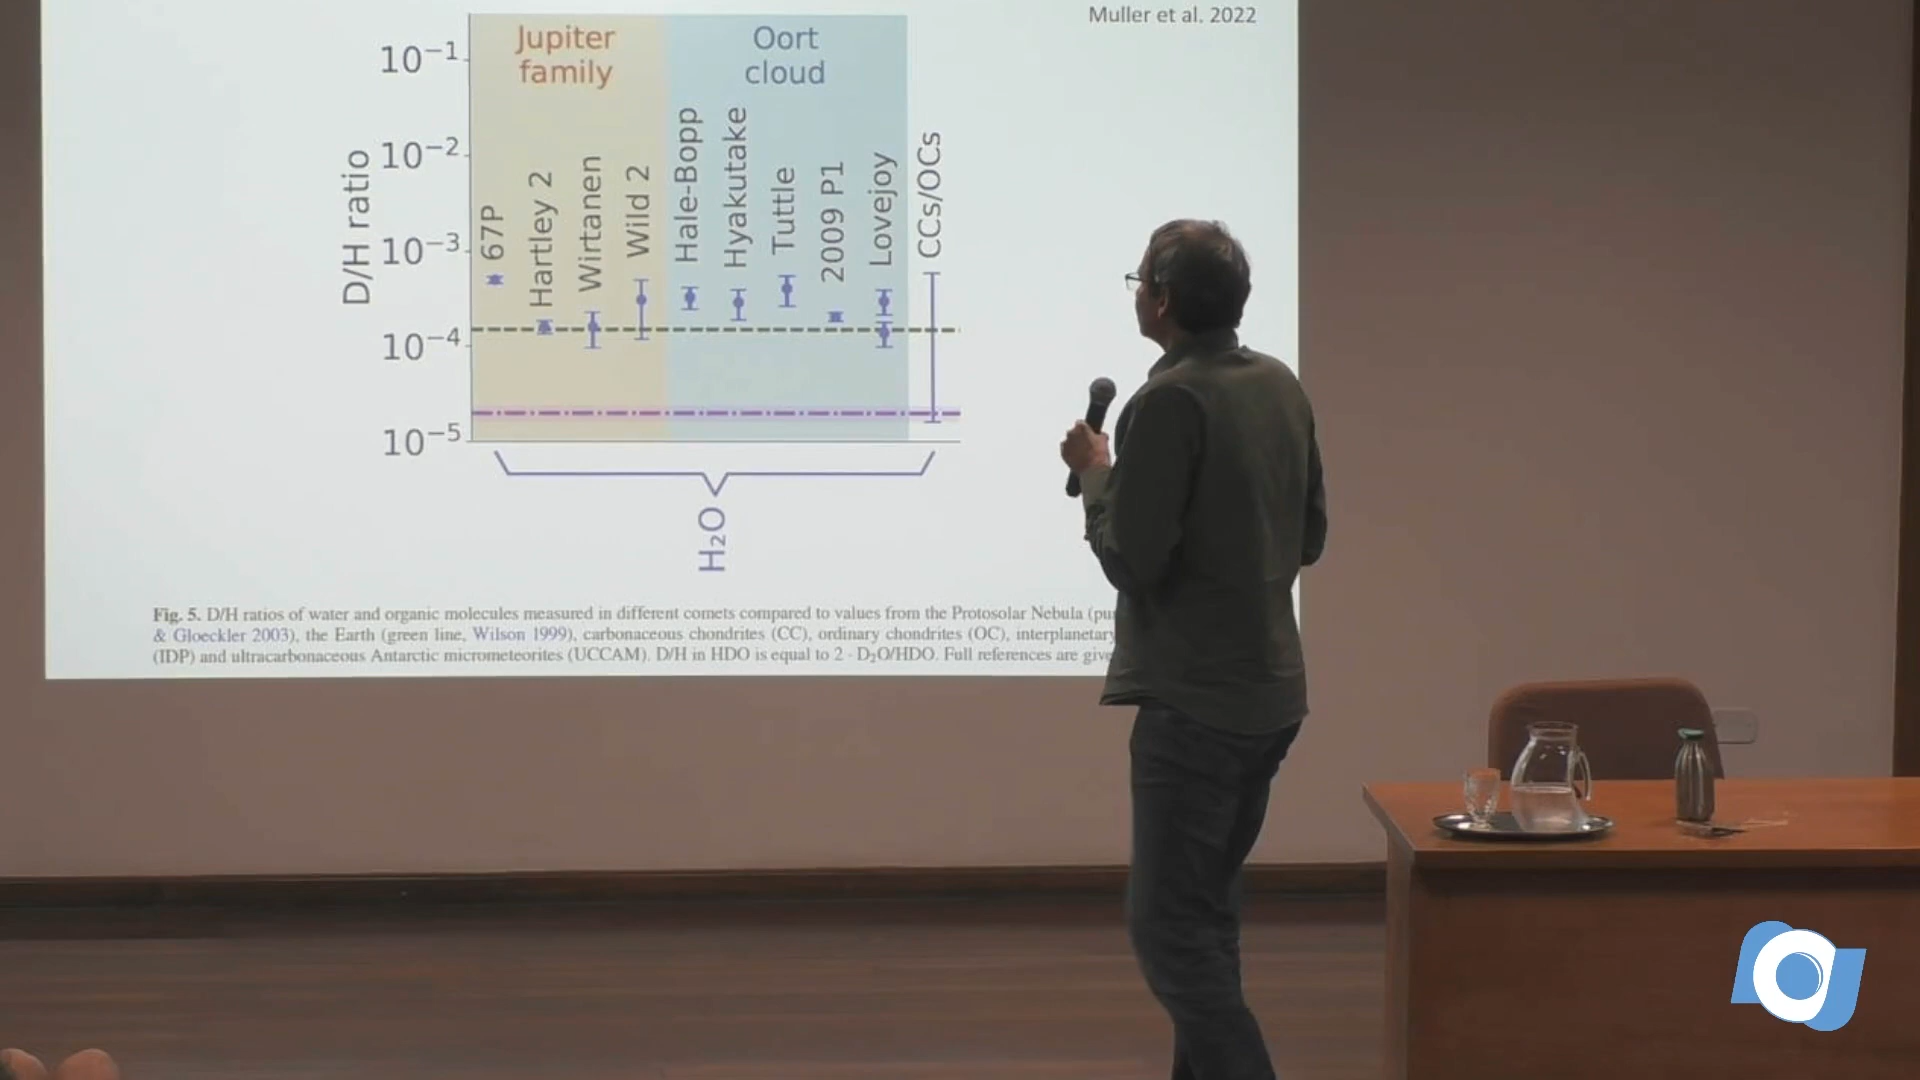 Muller et al. 2022
Jupiter
family
Oort
cloud
D/H ratio
10⁻¹
10⁻²
10⁻³
10⁻⁴
10⁻⁵
67P
Hartley 2
Wirtanen
Wild 2
Hale-Bopp
Hyakutake
Tuttle
2009 P1
Lovejoy
CCs/OCs
H₂O
Fig. 5. D/H ratios of water and organic molecules measured in different comets compared to values from the Protosolar Nebula
& Gloeckler 2003), the Earth (green line, Wilson 1999), carbonaceous chondrites (CC), ordinary chondrites (OC), interplanetary
(IDP) and ultracarbonaceous Antarctic micrometeorites (UCCAM). D/H in HDO is equal to 2 · D₂O/HDO. Full references are